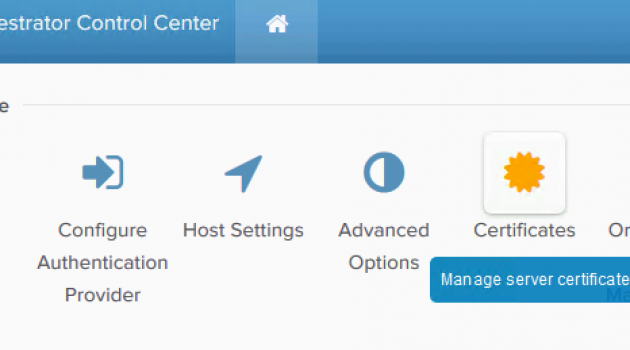 estrator Control Center
e
Configure Authentication Provider
Host Settings
Advanced Options
Certificates
Or
Manage server certificate
Ma